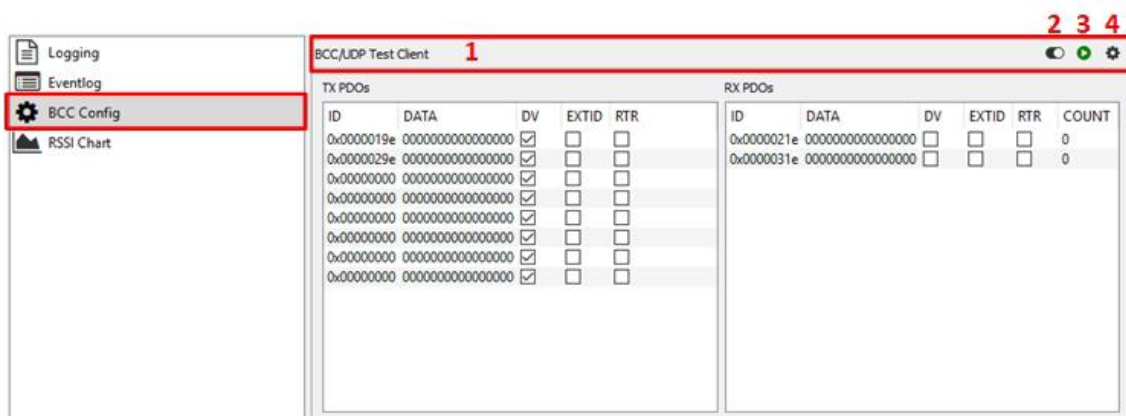 2 3 4
Logging
BCC/UDP Test Client 1
Eventlog
TX PDOs RX PDOs
BCC Config
ID DATA DV EXTID RTR ID DATA DV EXTID RTR COUNT
RSSI Chart
0x0000019e 0000000000000000 0x0000021e 0000000000000000 0
0x0000029e 0000000000000000 0x0000031e 0000000000000000 0
0x00000000 0000000000000000
0x00000000 0000000000000000
0x00000000 0000000000000000
0x00000000 0000000000000000
0x00000000 0000000000000000
0x00000000 0000000000000000